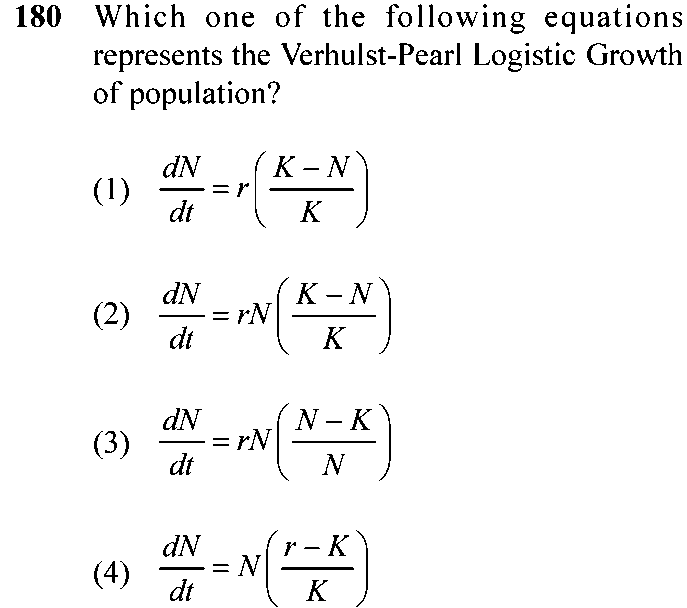 180 Which one of the following equations
represents the Verhulst-Pearl Logistic Growth
of population?
(1) dN/dt = r((K – N)/K)
(2) dN/dt = rN((K – N)/K)
(3) dN/dt = rN((N – K)/N)
(4) dN/dt = N((r – K)/K)